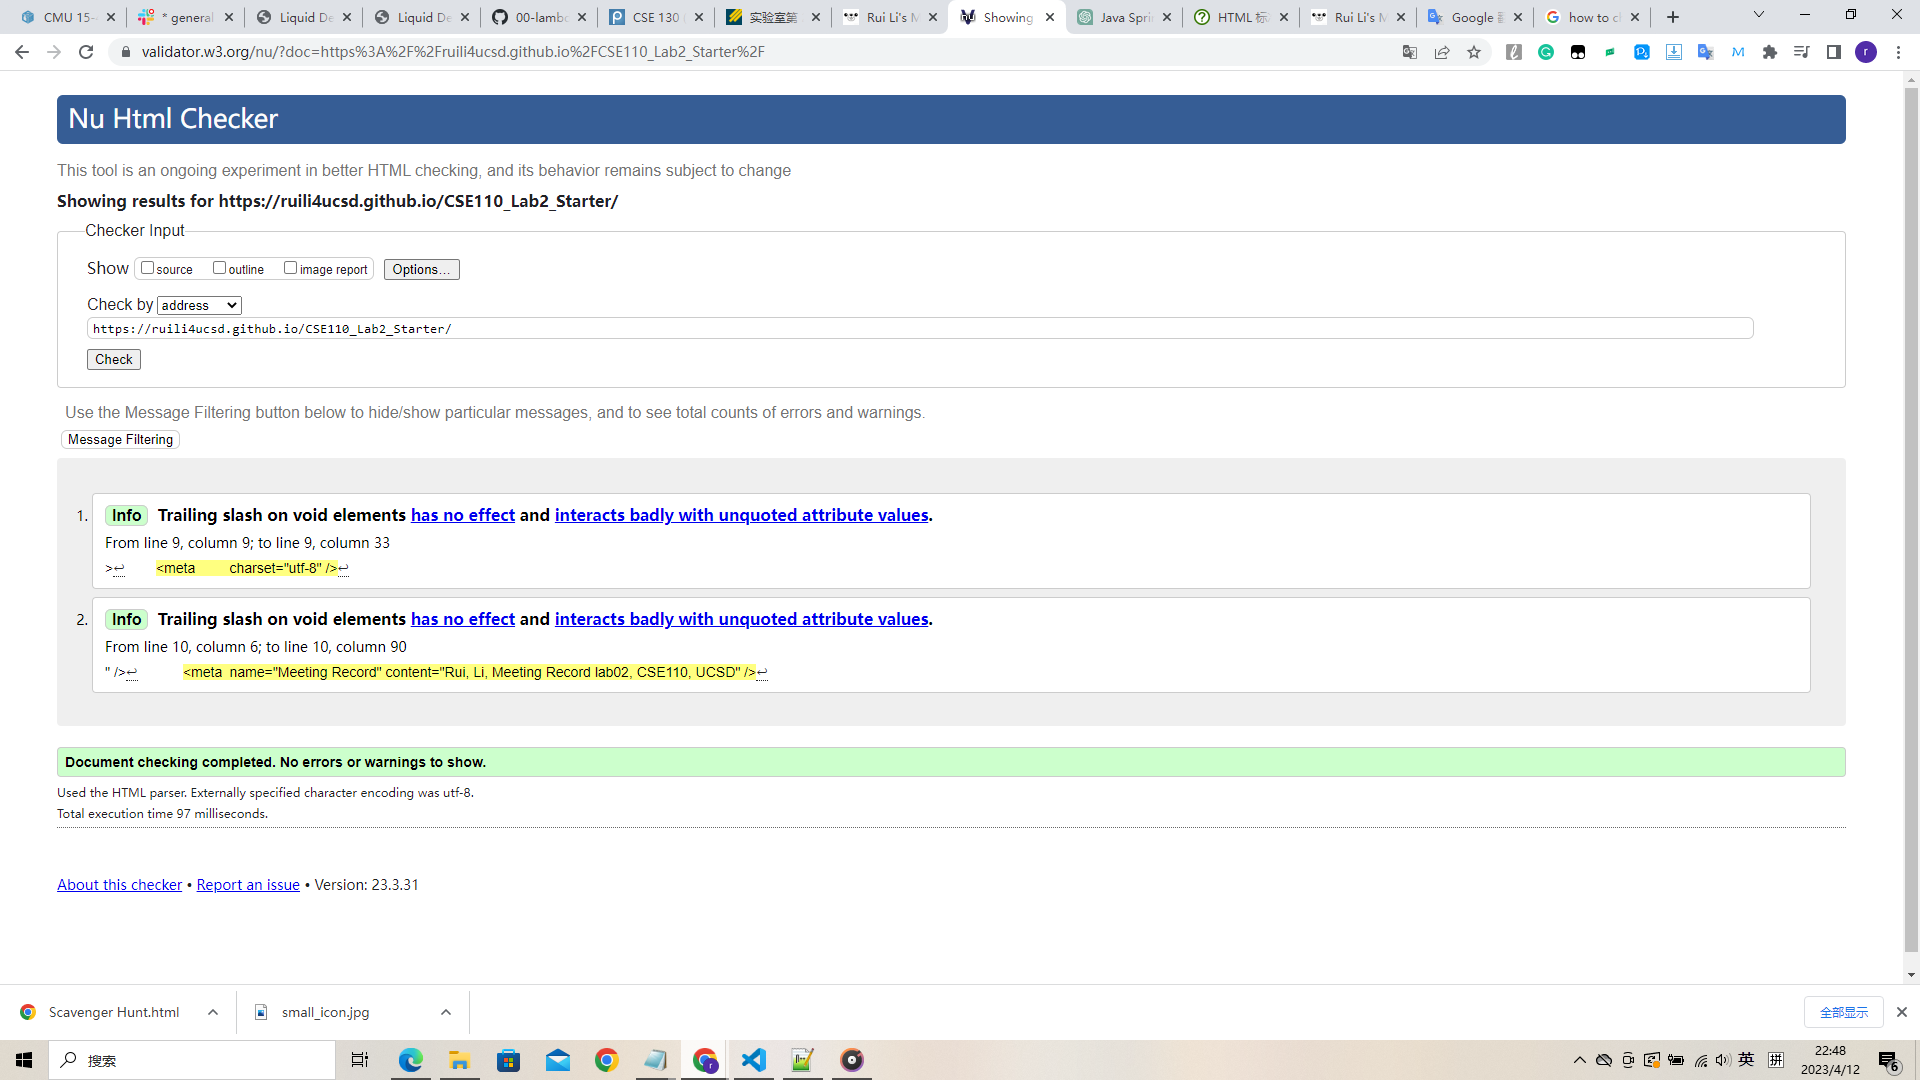 CMU 15-
* general
Liquid De
Liquid De
00-lambd
CSE 130
实验室第
Rui Li's M
Showing
Java Spri
HTML 标
Rui Li's M
Google 翻
how to cl
validator.w3.org/nu/?doc=https%3A%2F%2Fruili4ucsd.github.io%2FCSE110_Lab2_Starter%2F
r
Nu Html Checker
This tool is an ongoing experiment in better HTML checking, and its behavior remains subject to change
Showing results for https://ruili4ucsd.github.io/CSE110_Lab2_Starter/
Checker Input
Show source outline image report Options...
Check by address
https://ruili4ucsd.github.io/CSE110_Lab2_Starter/
Check
Use the Message Filtering button below to hide/show particular messages, and to see total counts of errors and warnings.
Message Filtering
1. Info Trailing slash on void elements has no effect and interacts badly with unquoted attribute values.
From line 9, column 9; to line 9, column 33
>↩ <meta charset="utf-8" />↩
2. Info Trailing slash on void elements has no effect and interacts badly with unquoted attribute values.
From line 10, column 6; to line 10, column 90
" />↩ <meta name="Meeting Record" content="Rui, Li, Meeting Record lab02, CSE110, UCSD" />↩
Document checking completed. No errors or warnings to show.
Used the HTML parser. Externally specified character encoding was utf-8.
Total execution time 97 milliseconds.
About this checker • Report an issue • Version: 23.3.31
Scavenger Hunt.html
small_icon.jpg
全部显示
搜索
英
拼
22:48
2023/4/12
6